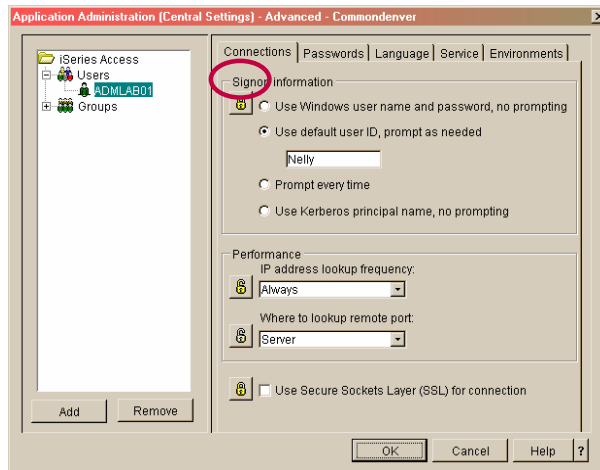 Application Administration (Central Settings) - Advanced - Commondenver
iSeries Access
Users
ADMLAB01
Groups
Add Remove
Connections Passwords Language Service Environments
Signon information
Use Windows user name and password, no prompting
Use default user ID, prompt as needed
Nelly
Prompt every time
Use Kerberos principal name, no prompting
Performance
IP address lookup frequency:
Always
Where to lookup remote port:
Server
Use Secure Sockets Layer (SSL) for connection
OK Cancel Help ?